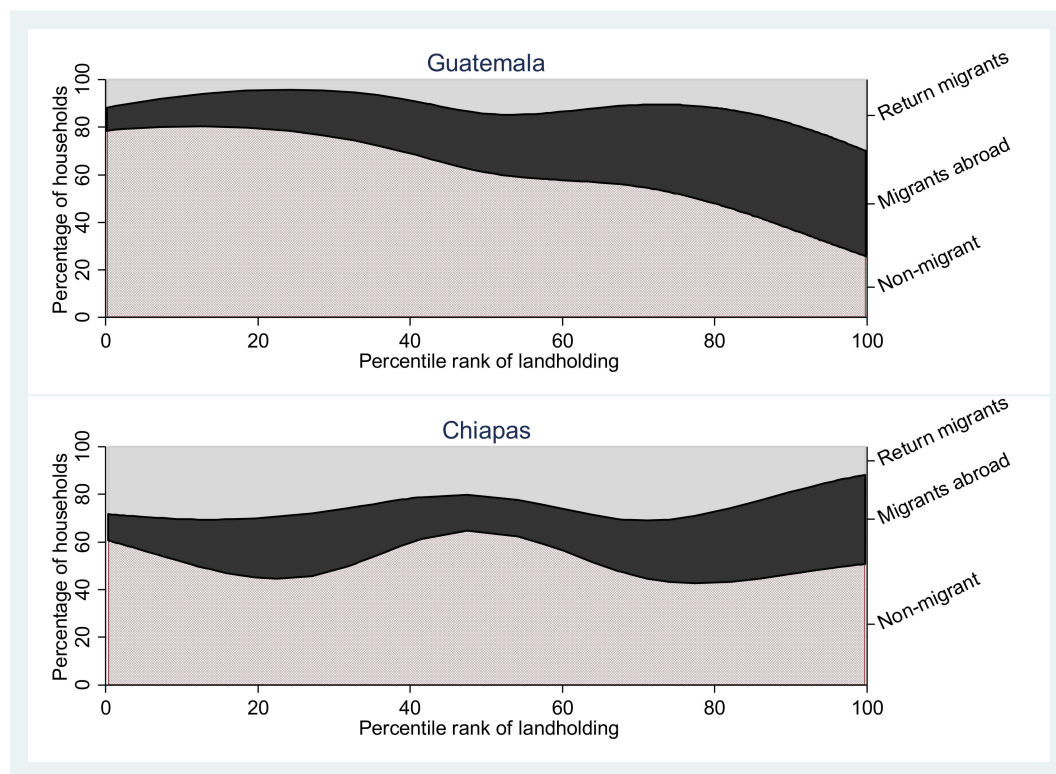 Guatemala
Percentage of households
100
80
60
40
20
0
Return migrants
Migrants abroad
Non-migrant
0 20 40 60 80 100
Percentile rank of landholding
Chiapas
Percentage of households
100
80
60
40
20
0
Return migrants
Migrants abroad
Non-migrant
0 20 40 60 80 100
Percentile rank of landholding